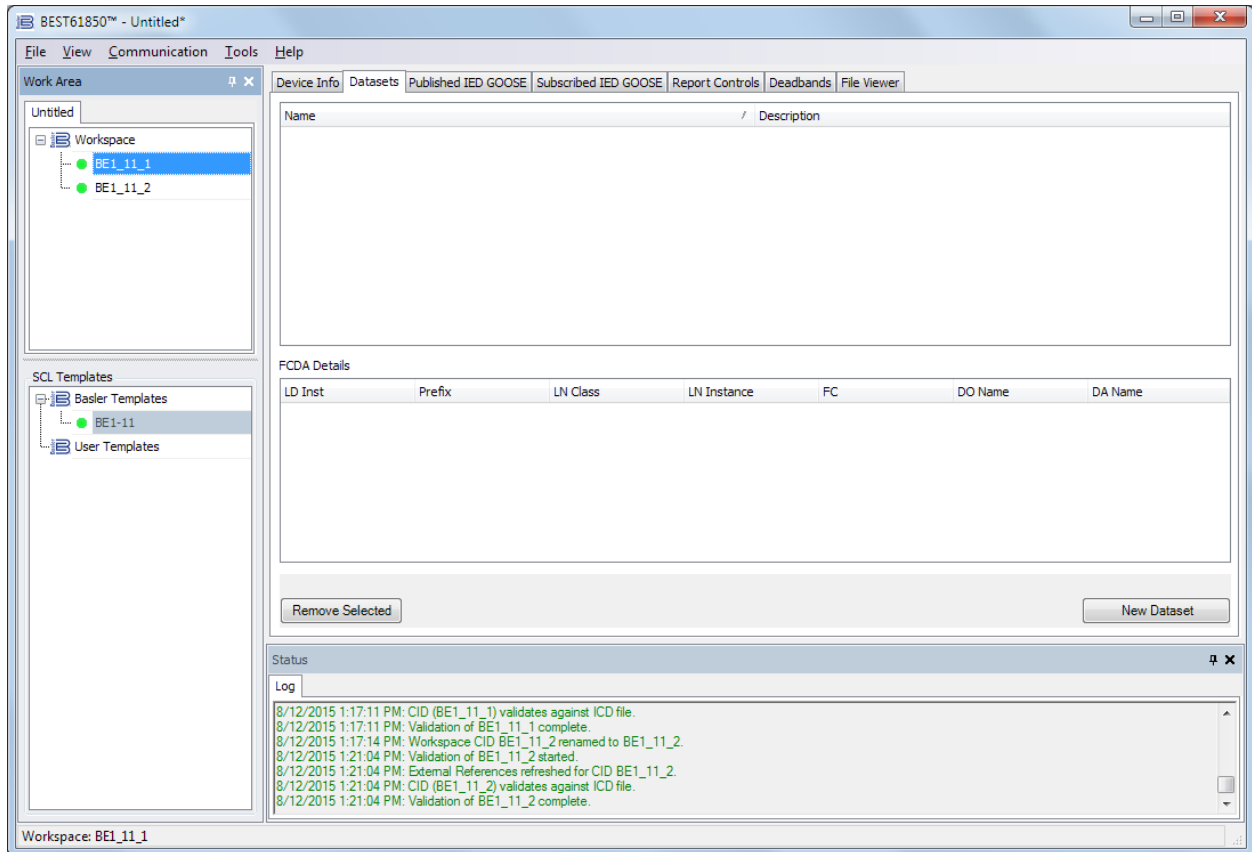 BEST61850™ - Untitled*
File View Communication Tools Help
Work Area
Untitled
Workspace
BE1_11_1
BE1_11_2
SCL Templates
Basler Templates
BE1-11
User Templates
Device Info Datasets Published IED GOOSE Subscribed IED GOOSE Report Controls Deadbands File Viewer
Name / Description
FCDA Details
LD Inst Prefix LN Class LN Instance FC DO Name DA Name
Remove Selected New Dataset
Status
Log
8/12/2015 1:17:11 PM: CID (BE1_11_1) validates against ICD file.
8/12/2015 1:17:11 PM: Validation of BE1_11_1 complete.
8/12/2015 1:17:14 PM: Workspace CID BE1_11_2 renamed to BE1_11_2.
8/12/2015 1:21:04 PM: Validation of BE1_11_2 started.
8/12/2015 1:21:04 PM: External References refreshed for CID BE1_11_2.
8/12/2015 1:21:04 PM: CID (BE1_11_2) validates against ICD file.
8/12/2015 1:21:04 PM: Validation of BE1_11_2 complete.
Workspace: BE1_11_1